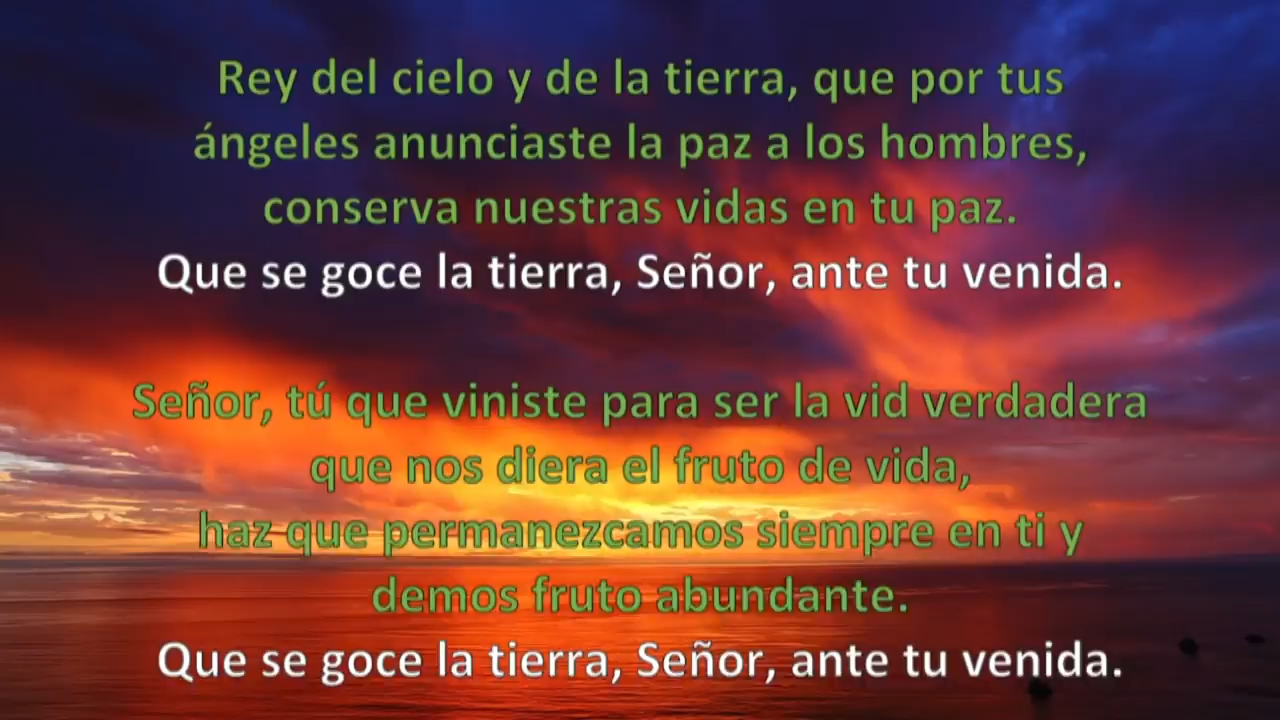 Rey del cielo y de la tierra, que por tus
ángeles anunciaste la paz a los hombres,
conserva nuestras vidas en tu paz.
Que se goce la tierra, Señor, ante tu venida.
Señor, tú que viniste para ser la vid verdadera
que nos diera el fruto de vida,
haz que permanezcamos siempre en ti y
demos fruto abundante.
Que se goce la tierra, Señor, ante tu venida.